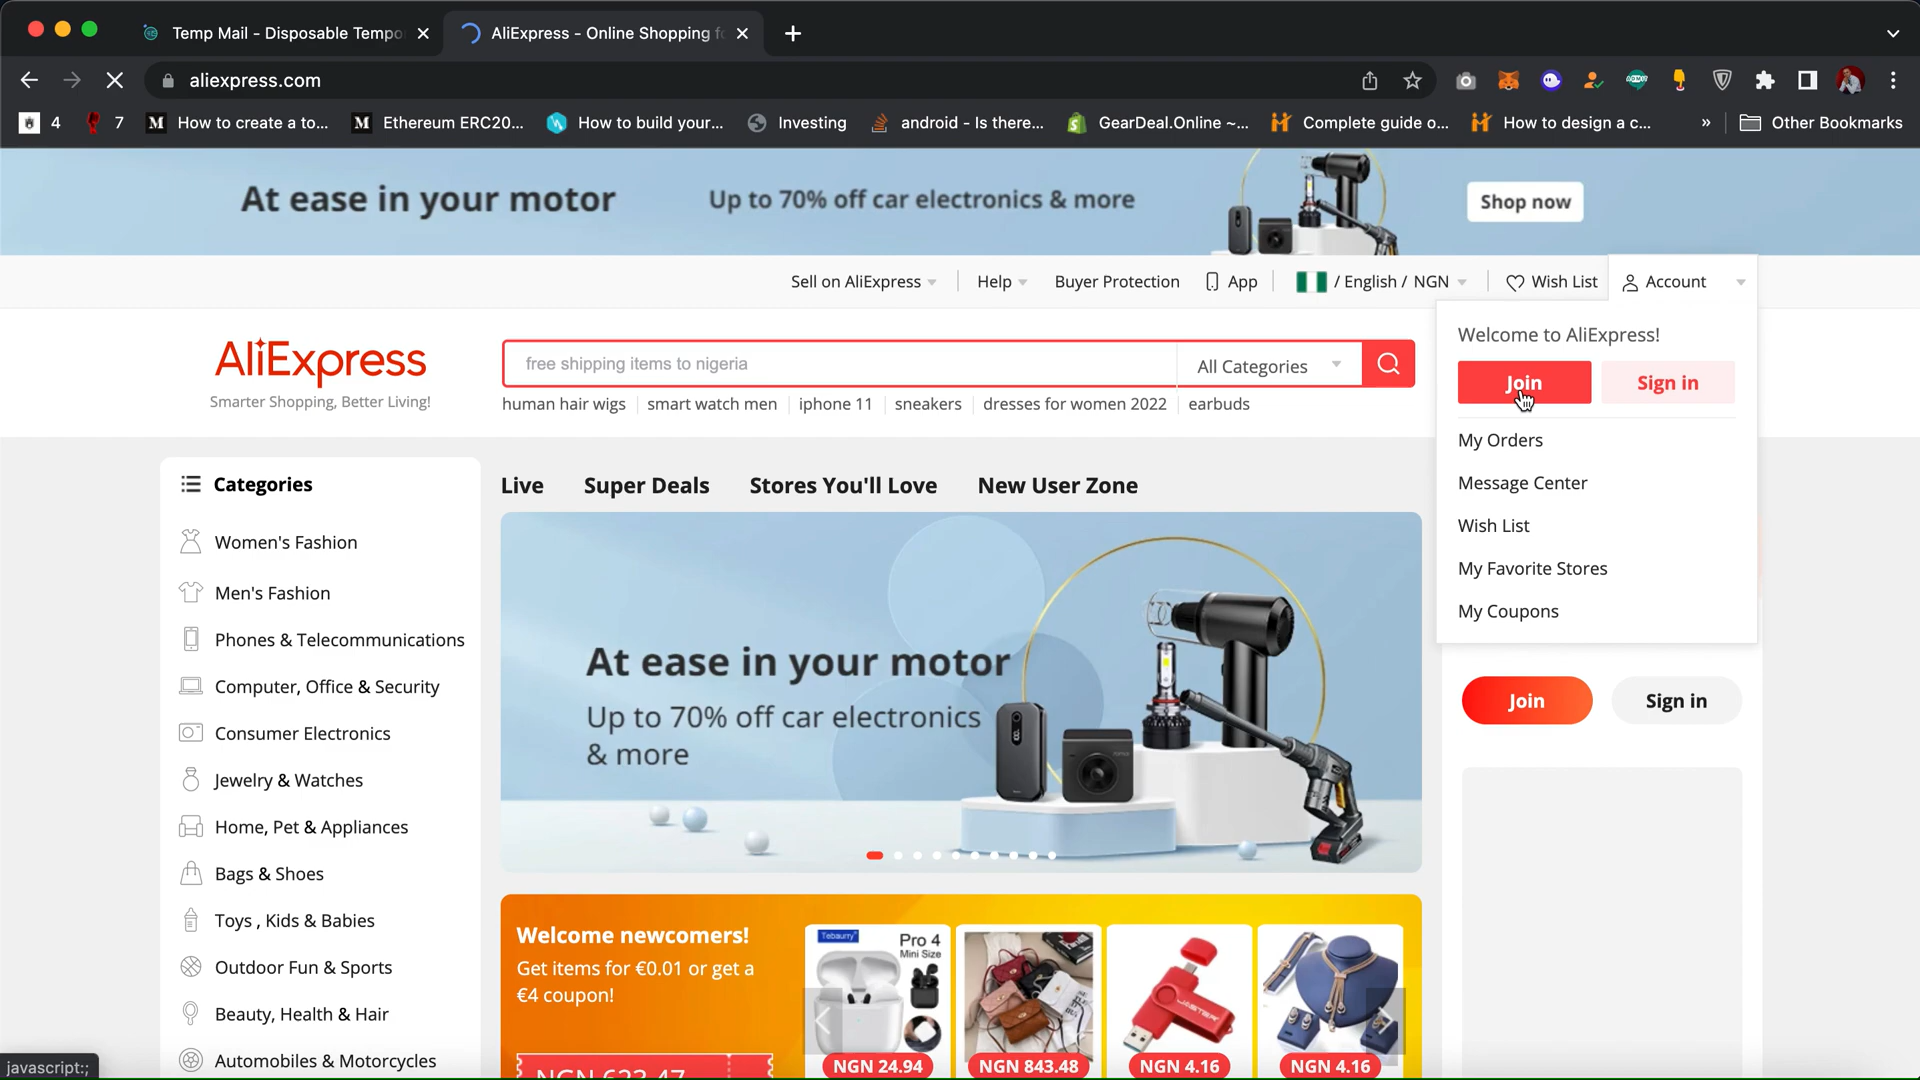 Temp Mail - Disposable Tempo
AliExpress - Online Shopping fo
aliexpress.com
4
7
How to create a to...
Ethereum ERC20...
How to build your...
Investing
android - Is there...
GearDeal.Online ~...
Complete guide o...
How to design a c...
»
Other Bookmarks
At ease in your motor
Up to 70% off car electronics & more
Shop now
Sell on AliExpress
Help
Buyer Protection
App
/ English / NGN
Wish List
Account
Welcome to AliExpress!
Join
Sign in
My Orders
Message Center
Wish List
My Favorite Stores
My Coupons
AliExpress
Smarter Shopping, Better Living!
free shipping items to nigeria
All Categories
human hair wigs
smart watch men
iphone 11
sneakers
dresses for women 2022
earbuds
Categories
Women's Fashion
Men's Fashion
Phones & Telecommunications
Computer, Office & Security
Consumer Electronics
Jewelry & Watches
Home, Pet & Appliances
Bags & Shoes
Toys , Kids & Babies
Outdoor Fun & Sports
Beauty, Health & Hair
Automobiles & Motorcycles
Live
Super Deals
Stores You'll Love
New User Zone
At ease in your motor
Up to 70% off car electronics
& more
Join
Sign in
Welcome newcomers!
Get items for €0.01 or get a
€4 coupon!
NGN 623.47
Tebaurry
Pro 4
Mini Size
NGN 24.94
NGN 843.48
JASTER
NGN 4.16
NGN 4.16
javascript:;